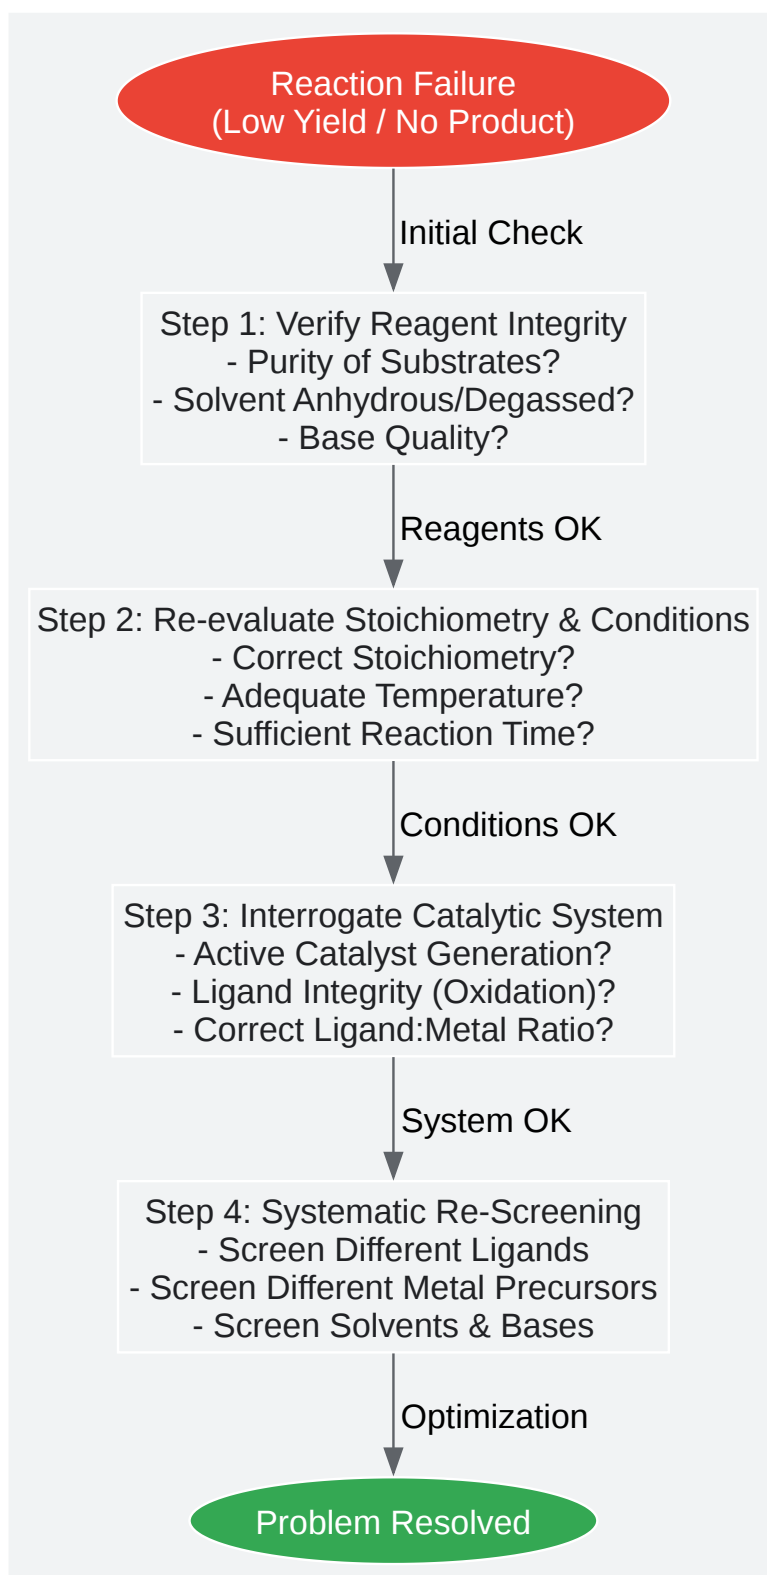 Reaction Failure
(Low Yield / No Product)
Initial Check
Step 1: Verify Reagent Integrity
- Purity of Substrates?
- Solvent Anhydrous/Degassed?
- Base Quality?
Reagents OK
Step 2: Re-evaluate Stoichiometry & Conditions
- Correct Stoichiometry?
- Adequate Temperature?
- Sufficient Reaction Time?
Conditions OK
Step 3: Interrogate Catalytic System
- Active Catalyst Generation?
- Ligand Integrity (Oxidation)?
- Correct Ligand:Metal Ratio?
System OK
Step 4: Systematic Re-Screening
- Screen Different Ligands
- Screen Different Metal Precursors
- Screen Solvents & Bases
Optimization
Problem Resolved